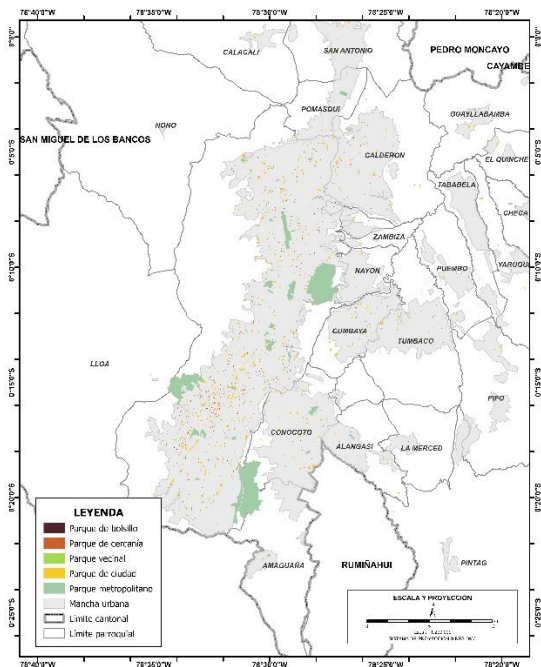 78°40'0"W 78°35'0"W 78°30'0"W 78°25'0"W 78°20'0"W
0°0'0"
0°5'0"S
0°10'0"S
0°15'0"S
0°20'0"S
0°25'0"S
CALACALI
SAN ANTONIO
PEDRO MONCAYO
CAYAMBE
POMASQUI
GUAYLLABAMBA
NONO
SAN MIGUEL DE LOS BANCOS
CALDERON
EL QUINCHE
TABABELA
CHECA
ZAMBIZA
NAYON
PUEMBO
YARUQUI
CUMBAYA
TUMBACO
LLOA
PIFO
CONOCOTO
ALANGASI
LA MERCED
AMAGUAÑA
RUMIÑAHUI
PINTAG
LEYENDA
Parque de bolsillo
Parque de cercanía
Parque vecinal
Parque de ciudad
Parque metropolitano
Mancha urbana
Límite cantonal
Límite parroquial
ESCALA Y PROYECCIÓN
78°40'0"W 78°35'0"W 78°30'0"W 78°25'0"W 78°20'0"W